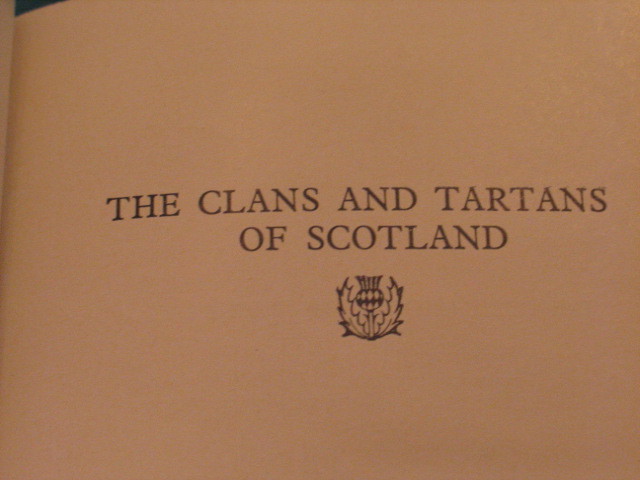 THE CLANS AND TARTANS
OF SCOTLAND